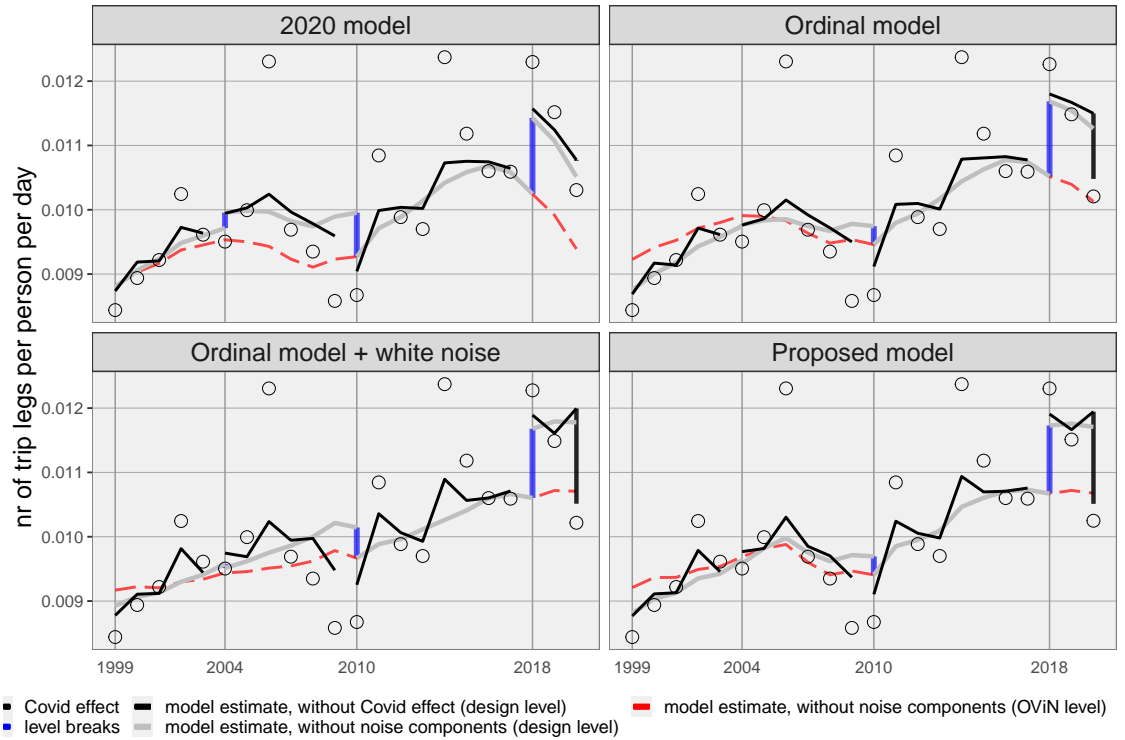 2020 model
Ordinal model
0.012
0.011
0.010
0.009
nr of trip legs per person per day
Ordinal model + white noise
Proposed model
0.012
0.011
0.010
0.009
1999 2004 2010 2018
1999 2004 2010 2018
Covid effect model estimate, without Covid effect (design level) model estimate, without noise components (OViN level)
level breaks model estimate, without noise components (design level)